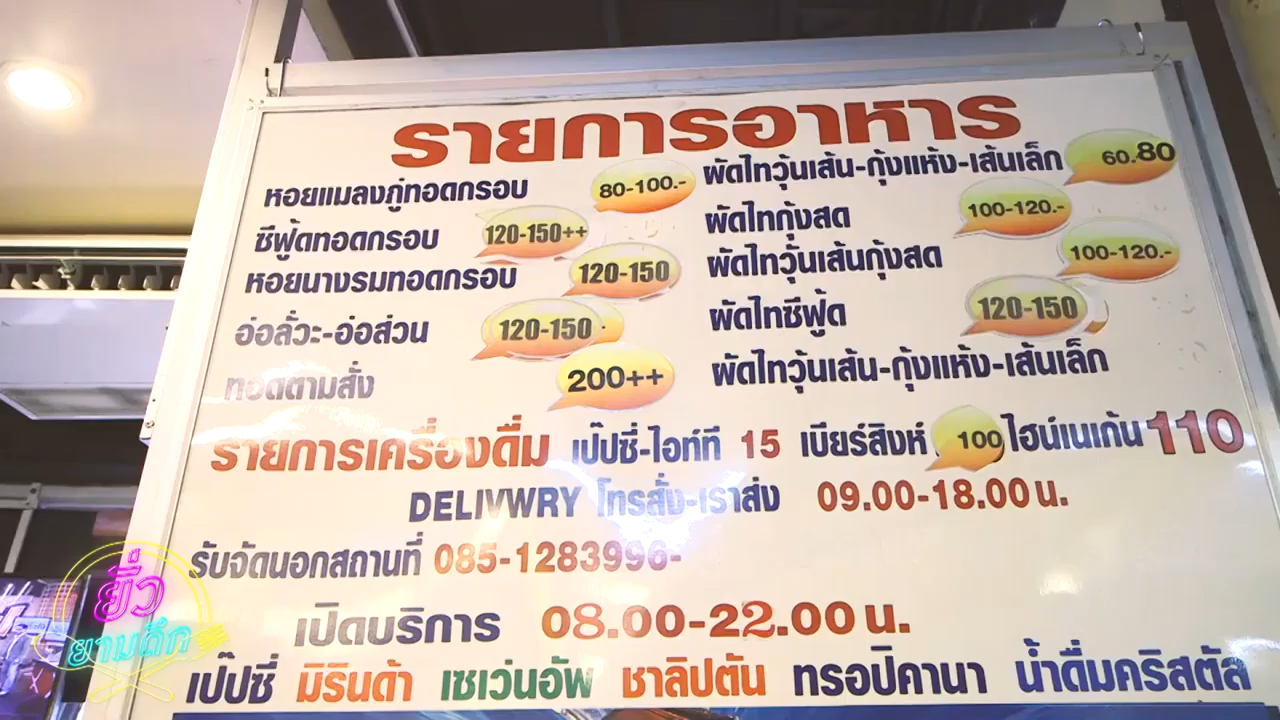 รายการอาหาร
หอยแมลงภู่ทอดกรอบ 80-100.-
ซีฟู้ดทอดกรอบ 120-150++
หอยนางรมทอดกรอบ 120-150
อ่อลั่วะ-อ่อส่วน 120-150.
ทอดตามสั่ง 200++
ผัดไทวุ้นเส้น-กุ้งแห้ง-เส้นเล็ก 60.80
ผัดไทกุ้งสด 100-120.-
ผัดไทวุ้นเส้นกุ้งสด 100-120.-
ผัดไทซีฟู้ด 120-150
ผัดไทวุ้นเส้น-กุ้งแห้ง-เส้นเล็ก
รายการเครื่องดื่ม เป๊ปซี่-ไอท์ที 15 เบียร์สิงห์ 100 ไฮน์เนเก้น 110
DELIVWRY โทรสั่ง-เราส่ง 09.00-18.00 น.
รับจัดนอกสถานที่ 085-1283996-
เปิดบริการ 08.00-22.00 น.
เป๊ปซี่ มิรินด้า เซเว่นอัพ ชาลิปตัน ทรอปิคานา น้ำดื่มคริสตัล
ยิ่ว
ยามดึก